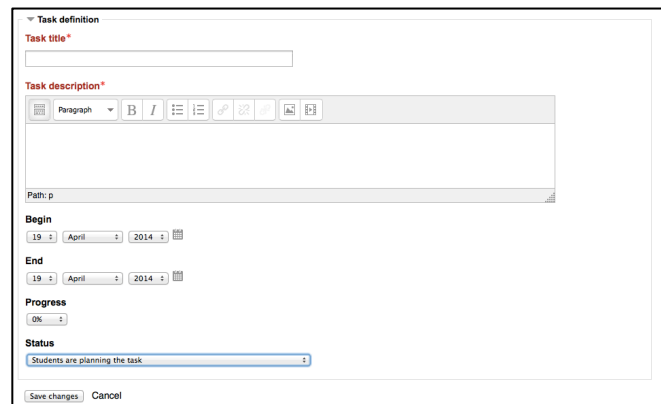 Task definition
Task title*
Task description*
Paragraph B I
Path: p
Begin
19 April 2014
End
19 April 2014
Progress
0%
Status
Students are planning the task
Save changes Cancel